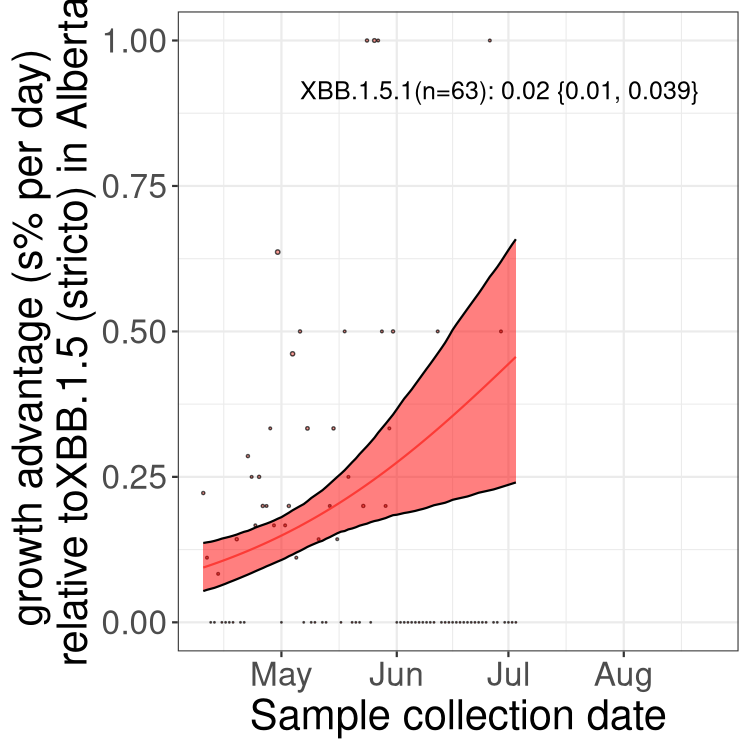 growth advantage (s% per day)
relative toXBB.1.5 (stricto) in Alberta
1.00
XBB.1.5.1(n=63): 0.02 {0.01, 0.039}
0.75
0.50
0.25
0.00
May Jun Jul Aug
Sample collection date